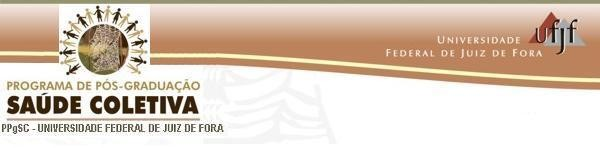 PROGRAMA DE PÓS-GRADUAÇÃO
SAÚDE COLETIVA
PPgSC - UNIVERSIDADE FEDERAL DE JUIZ DE FORA
UNIVERSIDADE
FEDERAL DE JUIZ DE FORA
ufjf